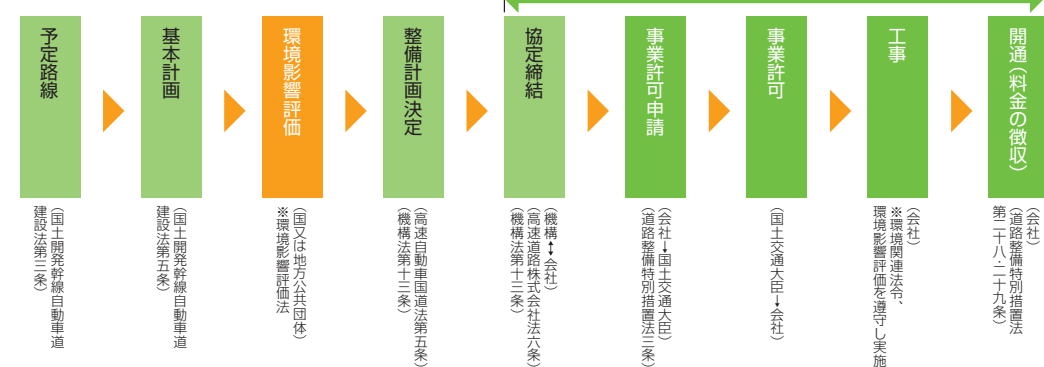 予定路線
（国土開発幹線自動車道
建設法第三条）
基本計画
（国土開発幹線自動車道
建設法第五条）
環境影響評価
（国又は地方公共団体）
※環境影響評価法
整備計画決定
（高速自動車国道法第五条）
（機構法第十三条）
協定締結
（機構↔会社）
（高速道路株式会社法六条）
（機構法第十三条）
事業許可申請
（会社→国土交通大臣）
（道路整備特別措置法三条）
事業許可
（国土交通大臣→会社）
工事
（会社）
※環境関連法令、
環境影響評価を遵守し実施
開通（料金の徴収）
（会社）
（道路整備特別措置法
第二十八・二十九条）